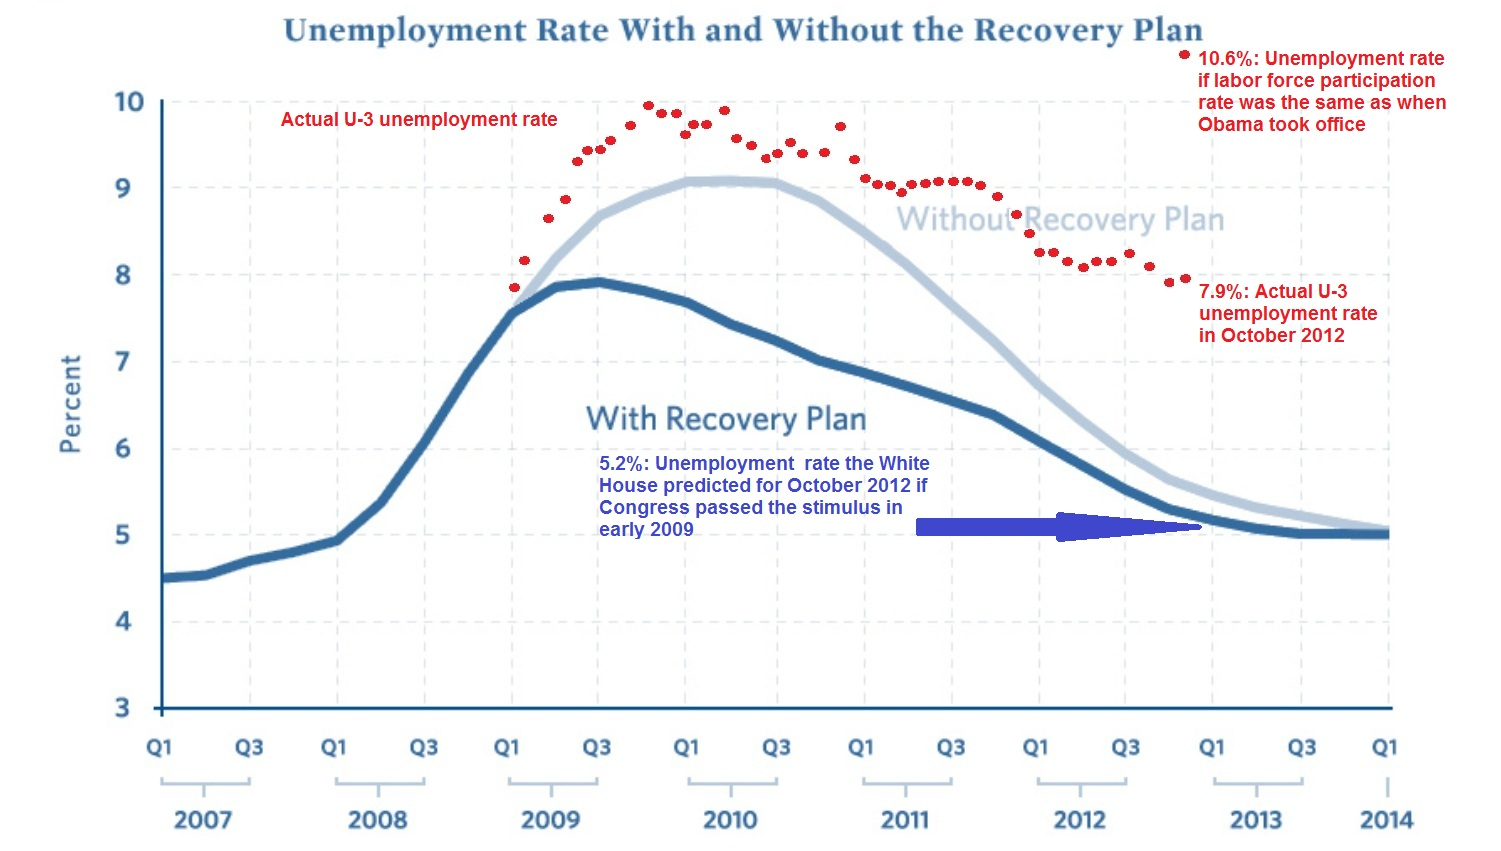 Unemployment Rate With and Without the Recovery Plan
10.6%: Unemployment rate
if labor force participation
rate was the same as when
Obama took office
Actual U-3 unemployment rate
10
9
8
7
6
5
4
3
Percent
Without Recovery Plan
7.9%: Actual U-3
unemployment rate
in October 2012
With Recovery Plan
5.2%: Unemployment  rate the White
House predicted for October 2012 if
Congress passed the stimulus in
early 2009
Q1 Q3 Q1 Q3 Q1 Q3 Q1 Q3 Q1 Q3 Q1 Q3 Q1 Q3 Q1
2007 2008 2009 2010 2011 2012 2013 2014